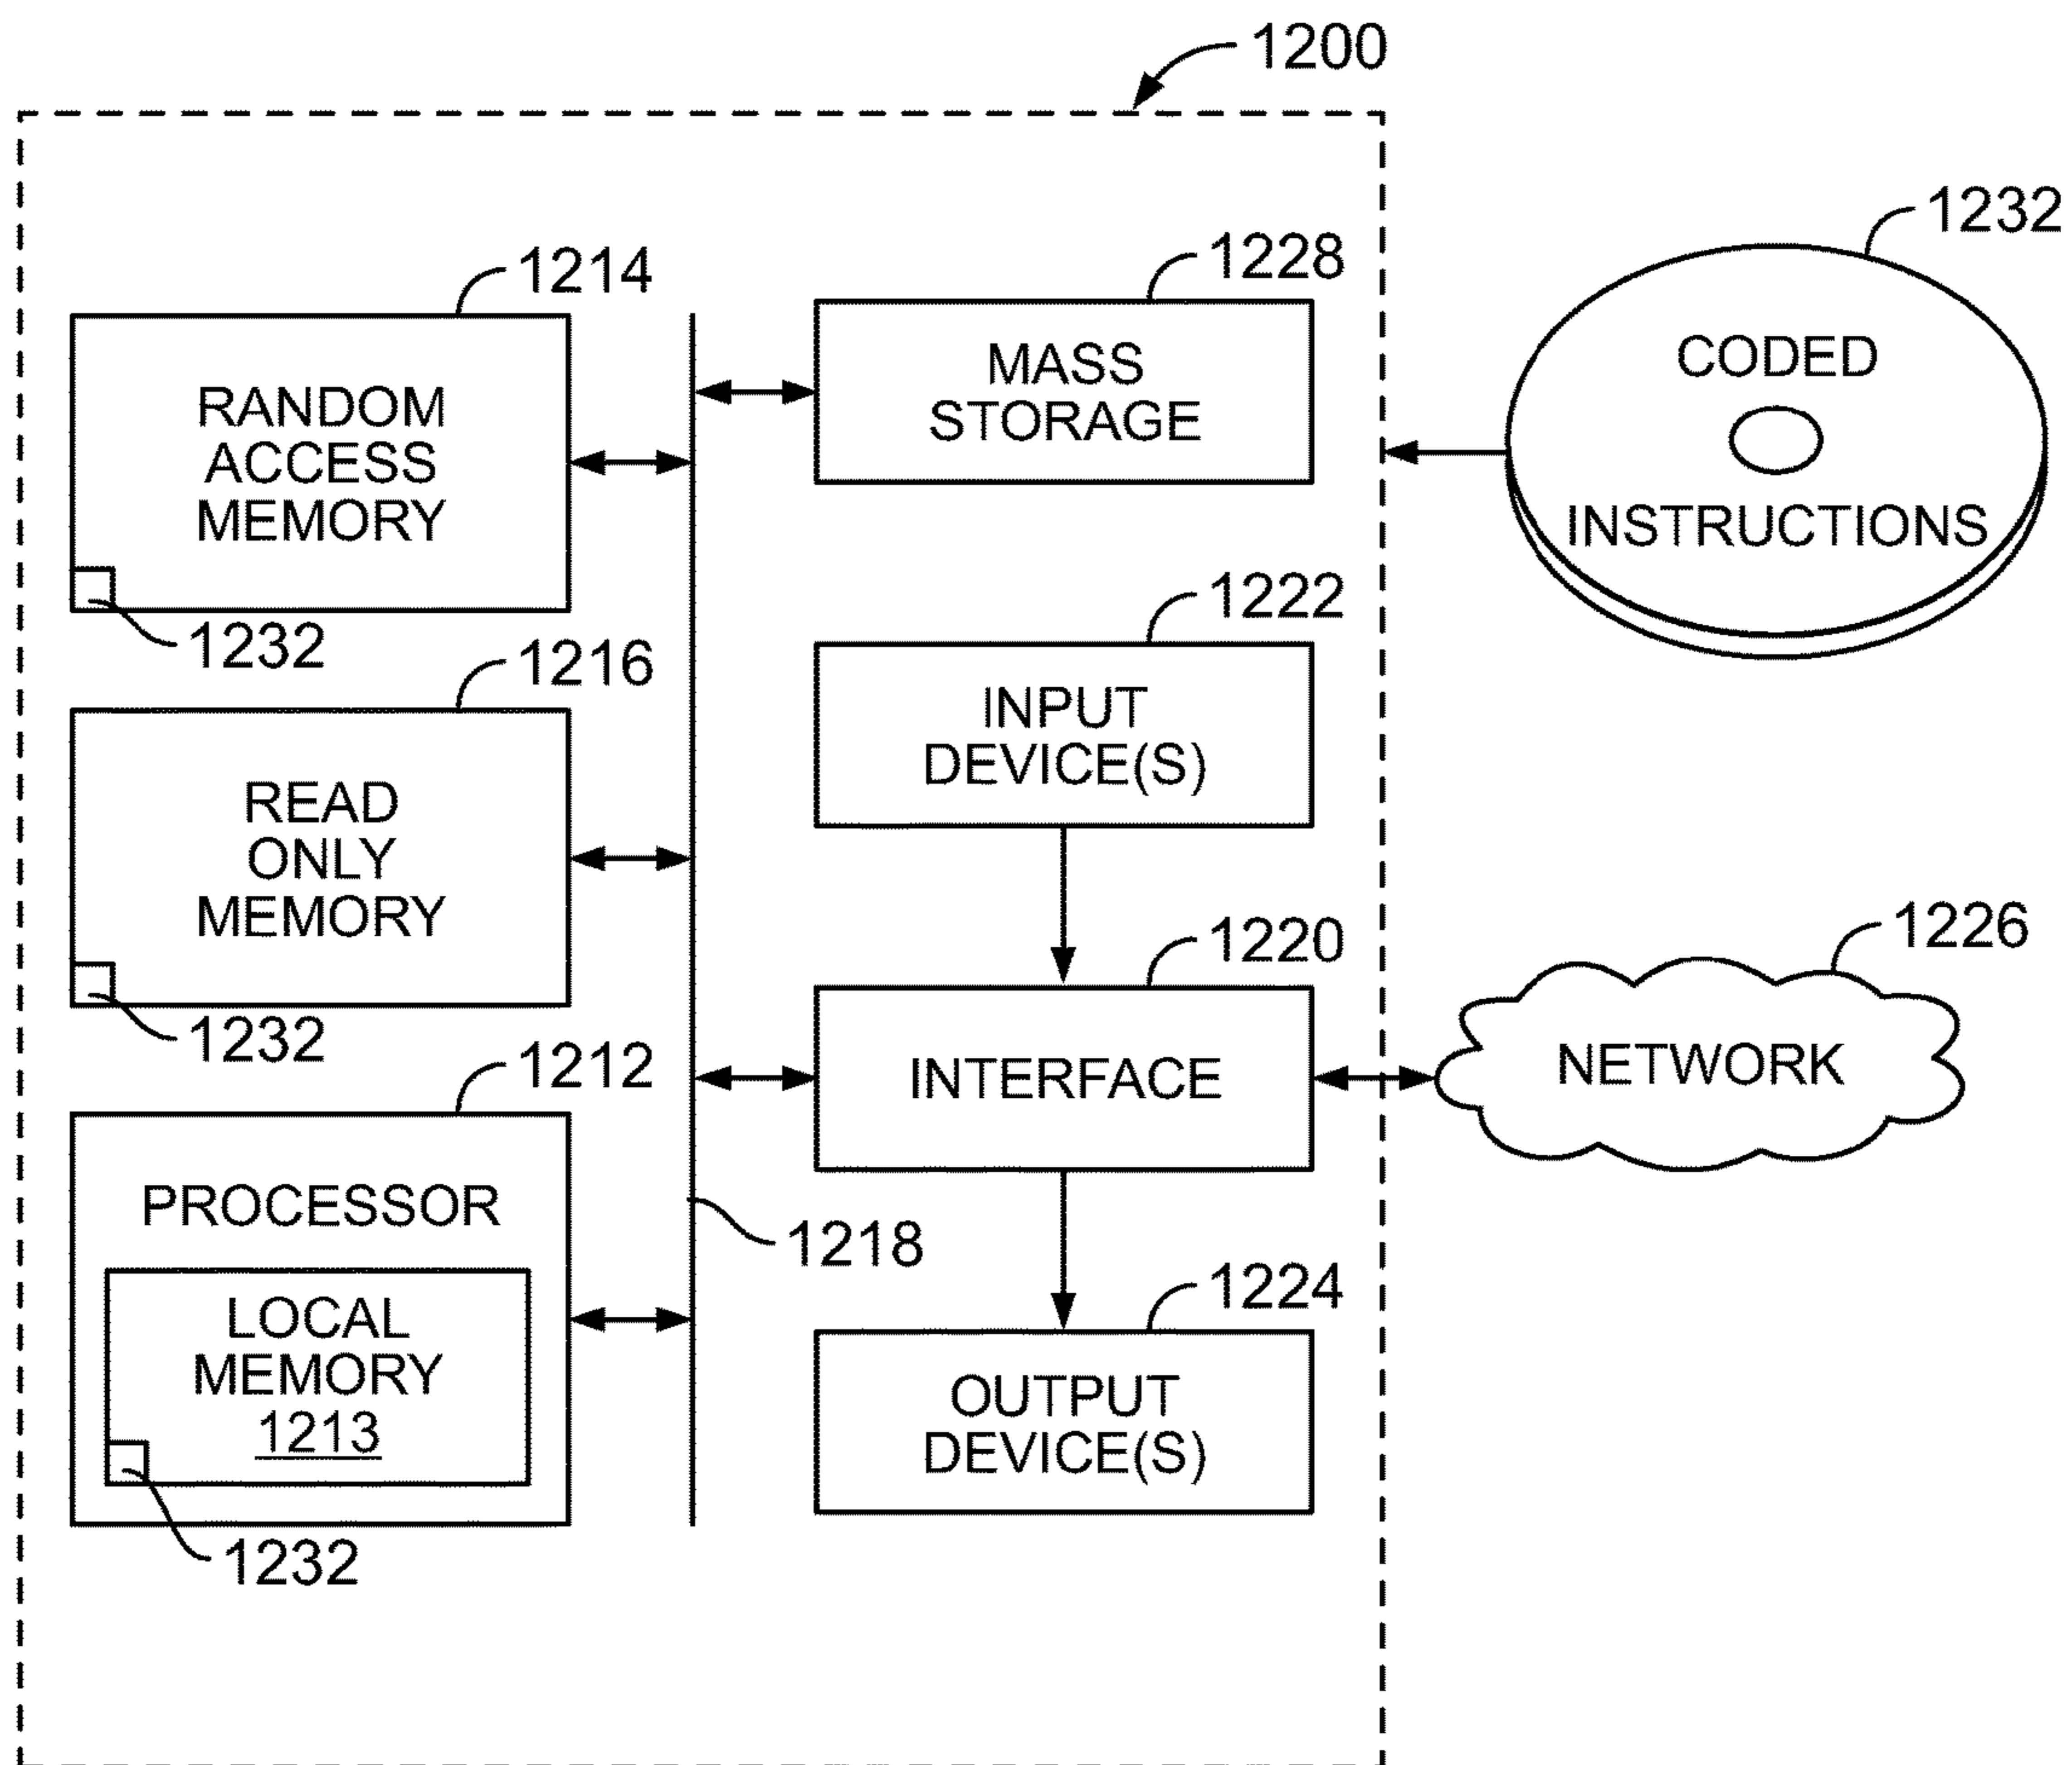 1200
1232
CODED
INSTRUCTIONS
1214
RANDOM
ACCESS
MEMORY
1232
1228
MASS
STORAGE
1216
READ
ONLY
MEMORY
1232
1222
INPUT
DEVICE(S)
1212
PROCESSOR
LOCAL
MEMORY
1213
1232
1218
1220
INTERFACE
1226
NETWORK
1224
OUTPUT
DEVICE(S)